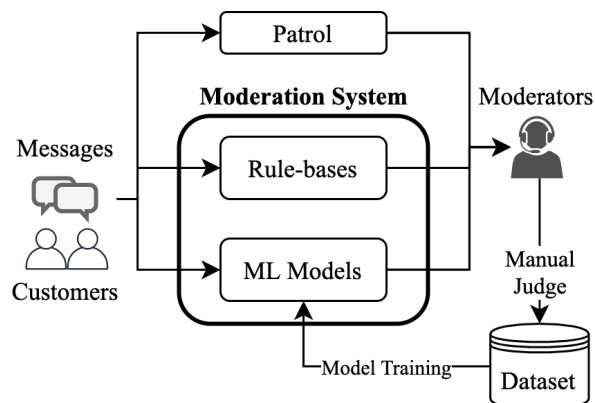 Patrol
Moderation System
Moderators
Messages
Rule-bases
ML Models
Customers
Manual
Judge
Model Training
Dataset